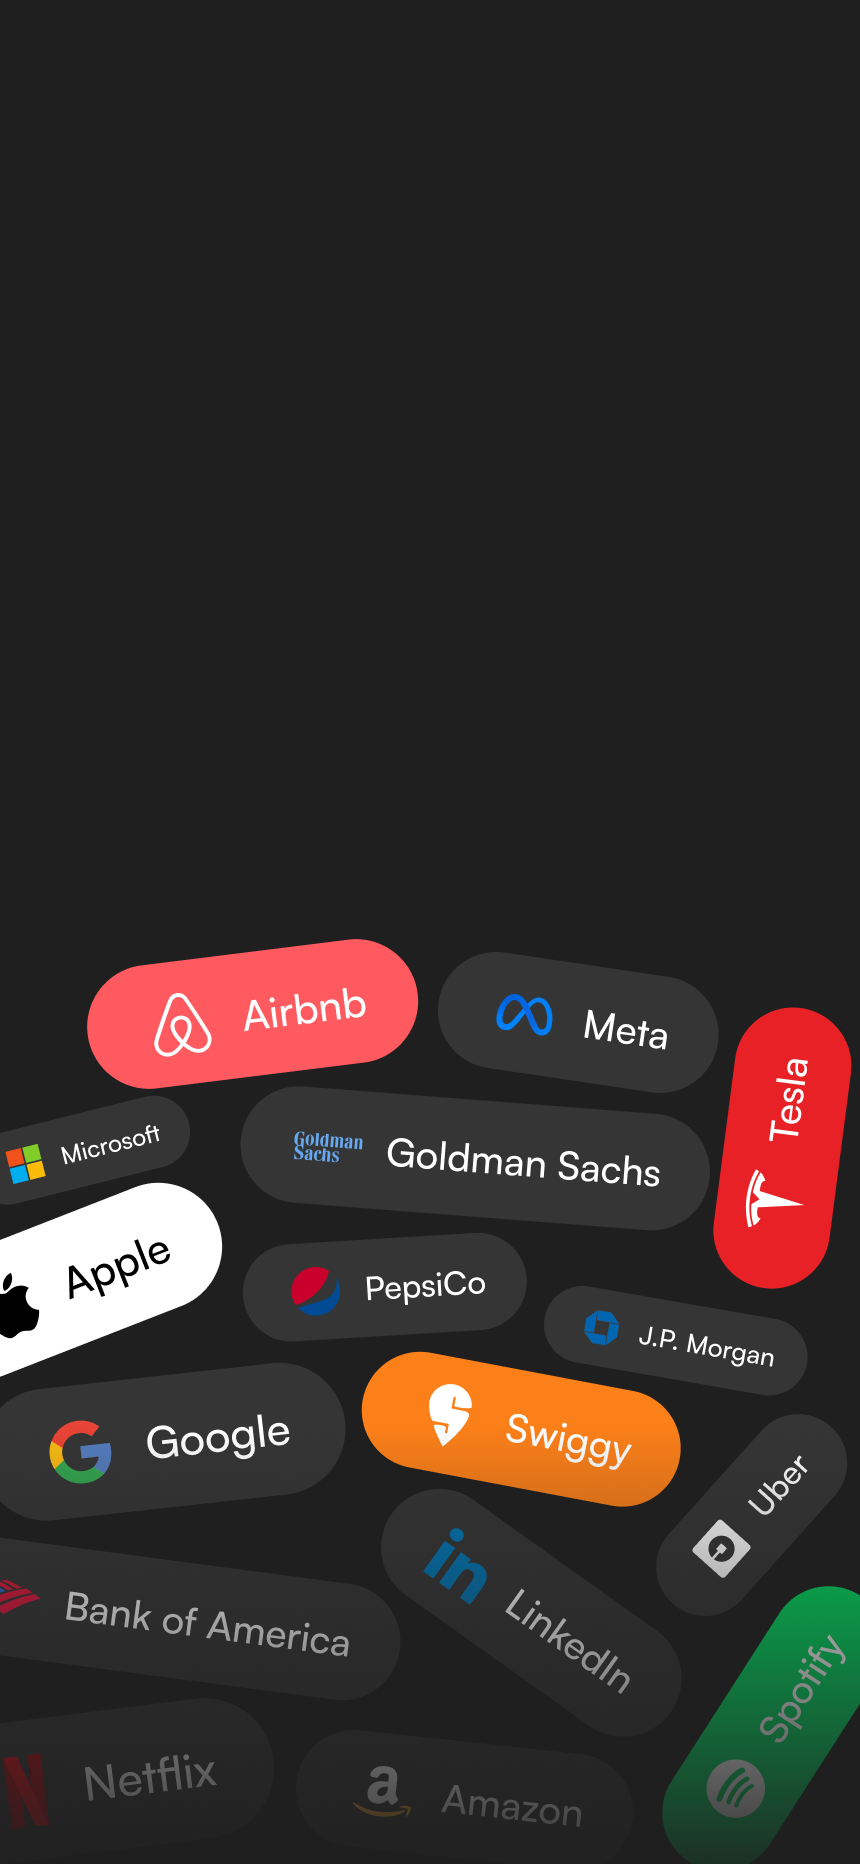 Airbnb
Meta
Tesla
Microsoft
Goldman
Sachs
Goldman Sachs
Apple
PepsiCo
J.P. Morgan
Google
Swiggy
Uber
in
LinkedIn
Bank of America
Spotify
N
Netflix
a
Amazon